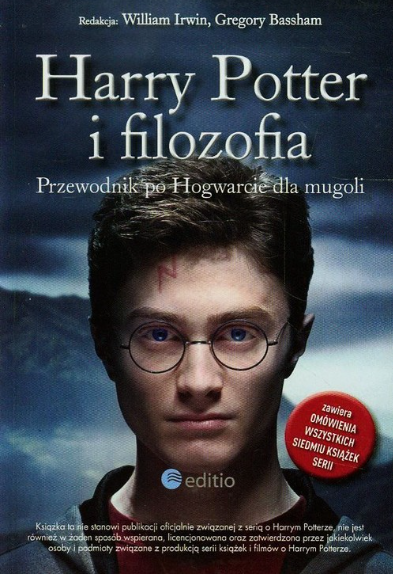 Redakcja: William Irwin, Gregory Bassham
Harry Potter
i filozofia
Przewodnik po Hogwarcie dla mugoli
zawiera
OMÓWIENIA
WSZYSTKICH
SIEDMIU KSIĄŻEK
SERII
editio
Książka ta nie stanowi publikacji oficjalnie związanej z serią o Harrym Potterze, nie jest
również w żaden sposób wspierana, licencjonowana oraz zatwierdzona przez jakiekolwiek
osoby i podmioty związane z produkcją serii książek i filmów o Harrym Potterze.